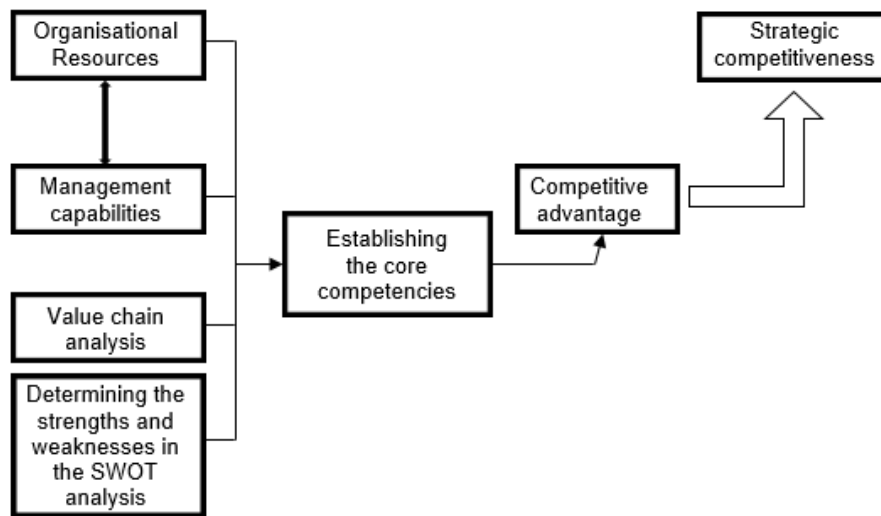 Organisational
Resources
Strategic
competitiveness
Management
capabilities
Competitive
advantage
Establishing
the core
competencies
Value chain
analysis
Determining the
strengths and
weaknesses in
the SWOT
analysis